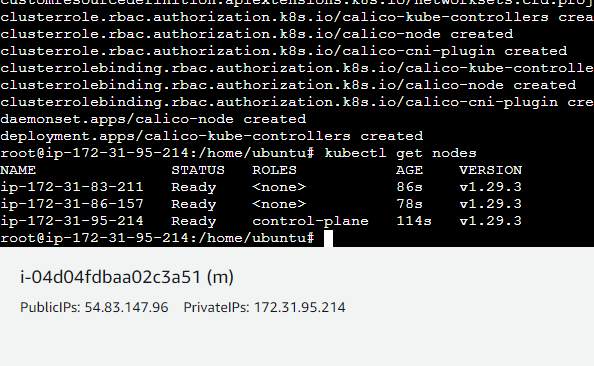 customresourcedefinition.apiextensions.k8s.io/networksets.crd.proj
clusterrole.rbac.authorization.k8s.io/calico-kube-controllers crea
clusterrole.rbac.authorization.k8s.io/calico-node created
clusterrole.rbac.authorization.k8s.io/calico-cni-plugin created
clusterrolebinding.rbac.authorization.k8s.io/calico-kube-controlle
clusterrolebinding.rbac.authorization.k8s.io/calico-node created
clusterrolebinding.rbac.authorization.k8s.io/calico-cni-plugin cre
daemonset.apps/calico-node created
deployment.apps/calico-kube-controllers created
root@ip-172-31-95-214:/home/ubuntu# kubectl get nodes
NAME STATUS ROLES AGE VERSION
ip-172-31-83-211 Ready <none> 86s v1.29.3
ip-172-31-86-157 Ready <none> 78s v1.29.3
ip-172-31-95-214 Ready control-plane 114s v1.29.3
root@ip-172-31-95-214:/home/ubuntu#
i-04d04fdbaa02c3a51 (m)
PublicIPs: 54.83.147.96 PrivateIPs: 172.31.95.214